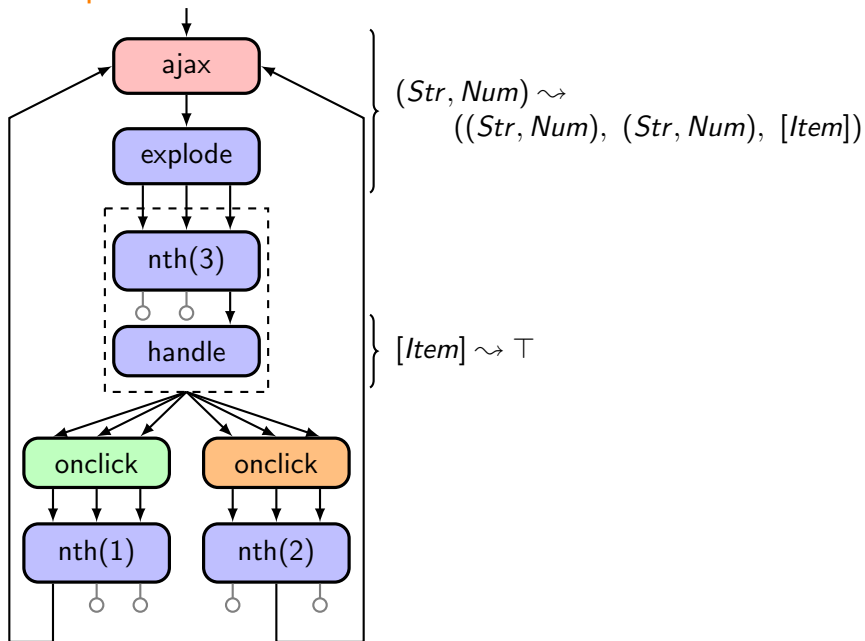 ajax
(Str, Num) ⇝
((Str, Num), (Str, Num), [Item])
explode
nth(3)
handle
[Item] ⇝ ⊤
onclick onclick
nth(1) nth(2)